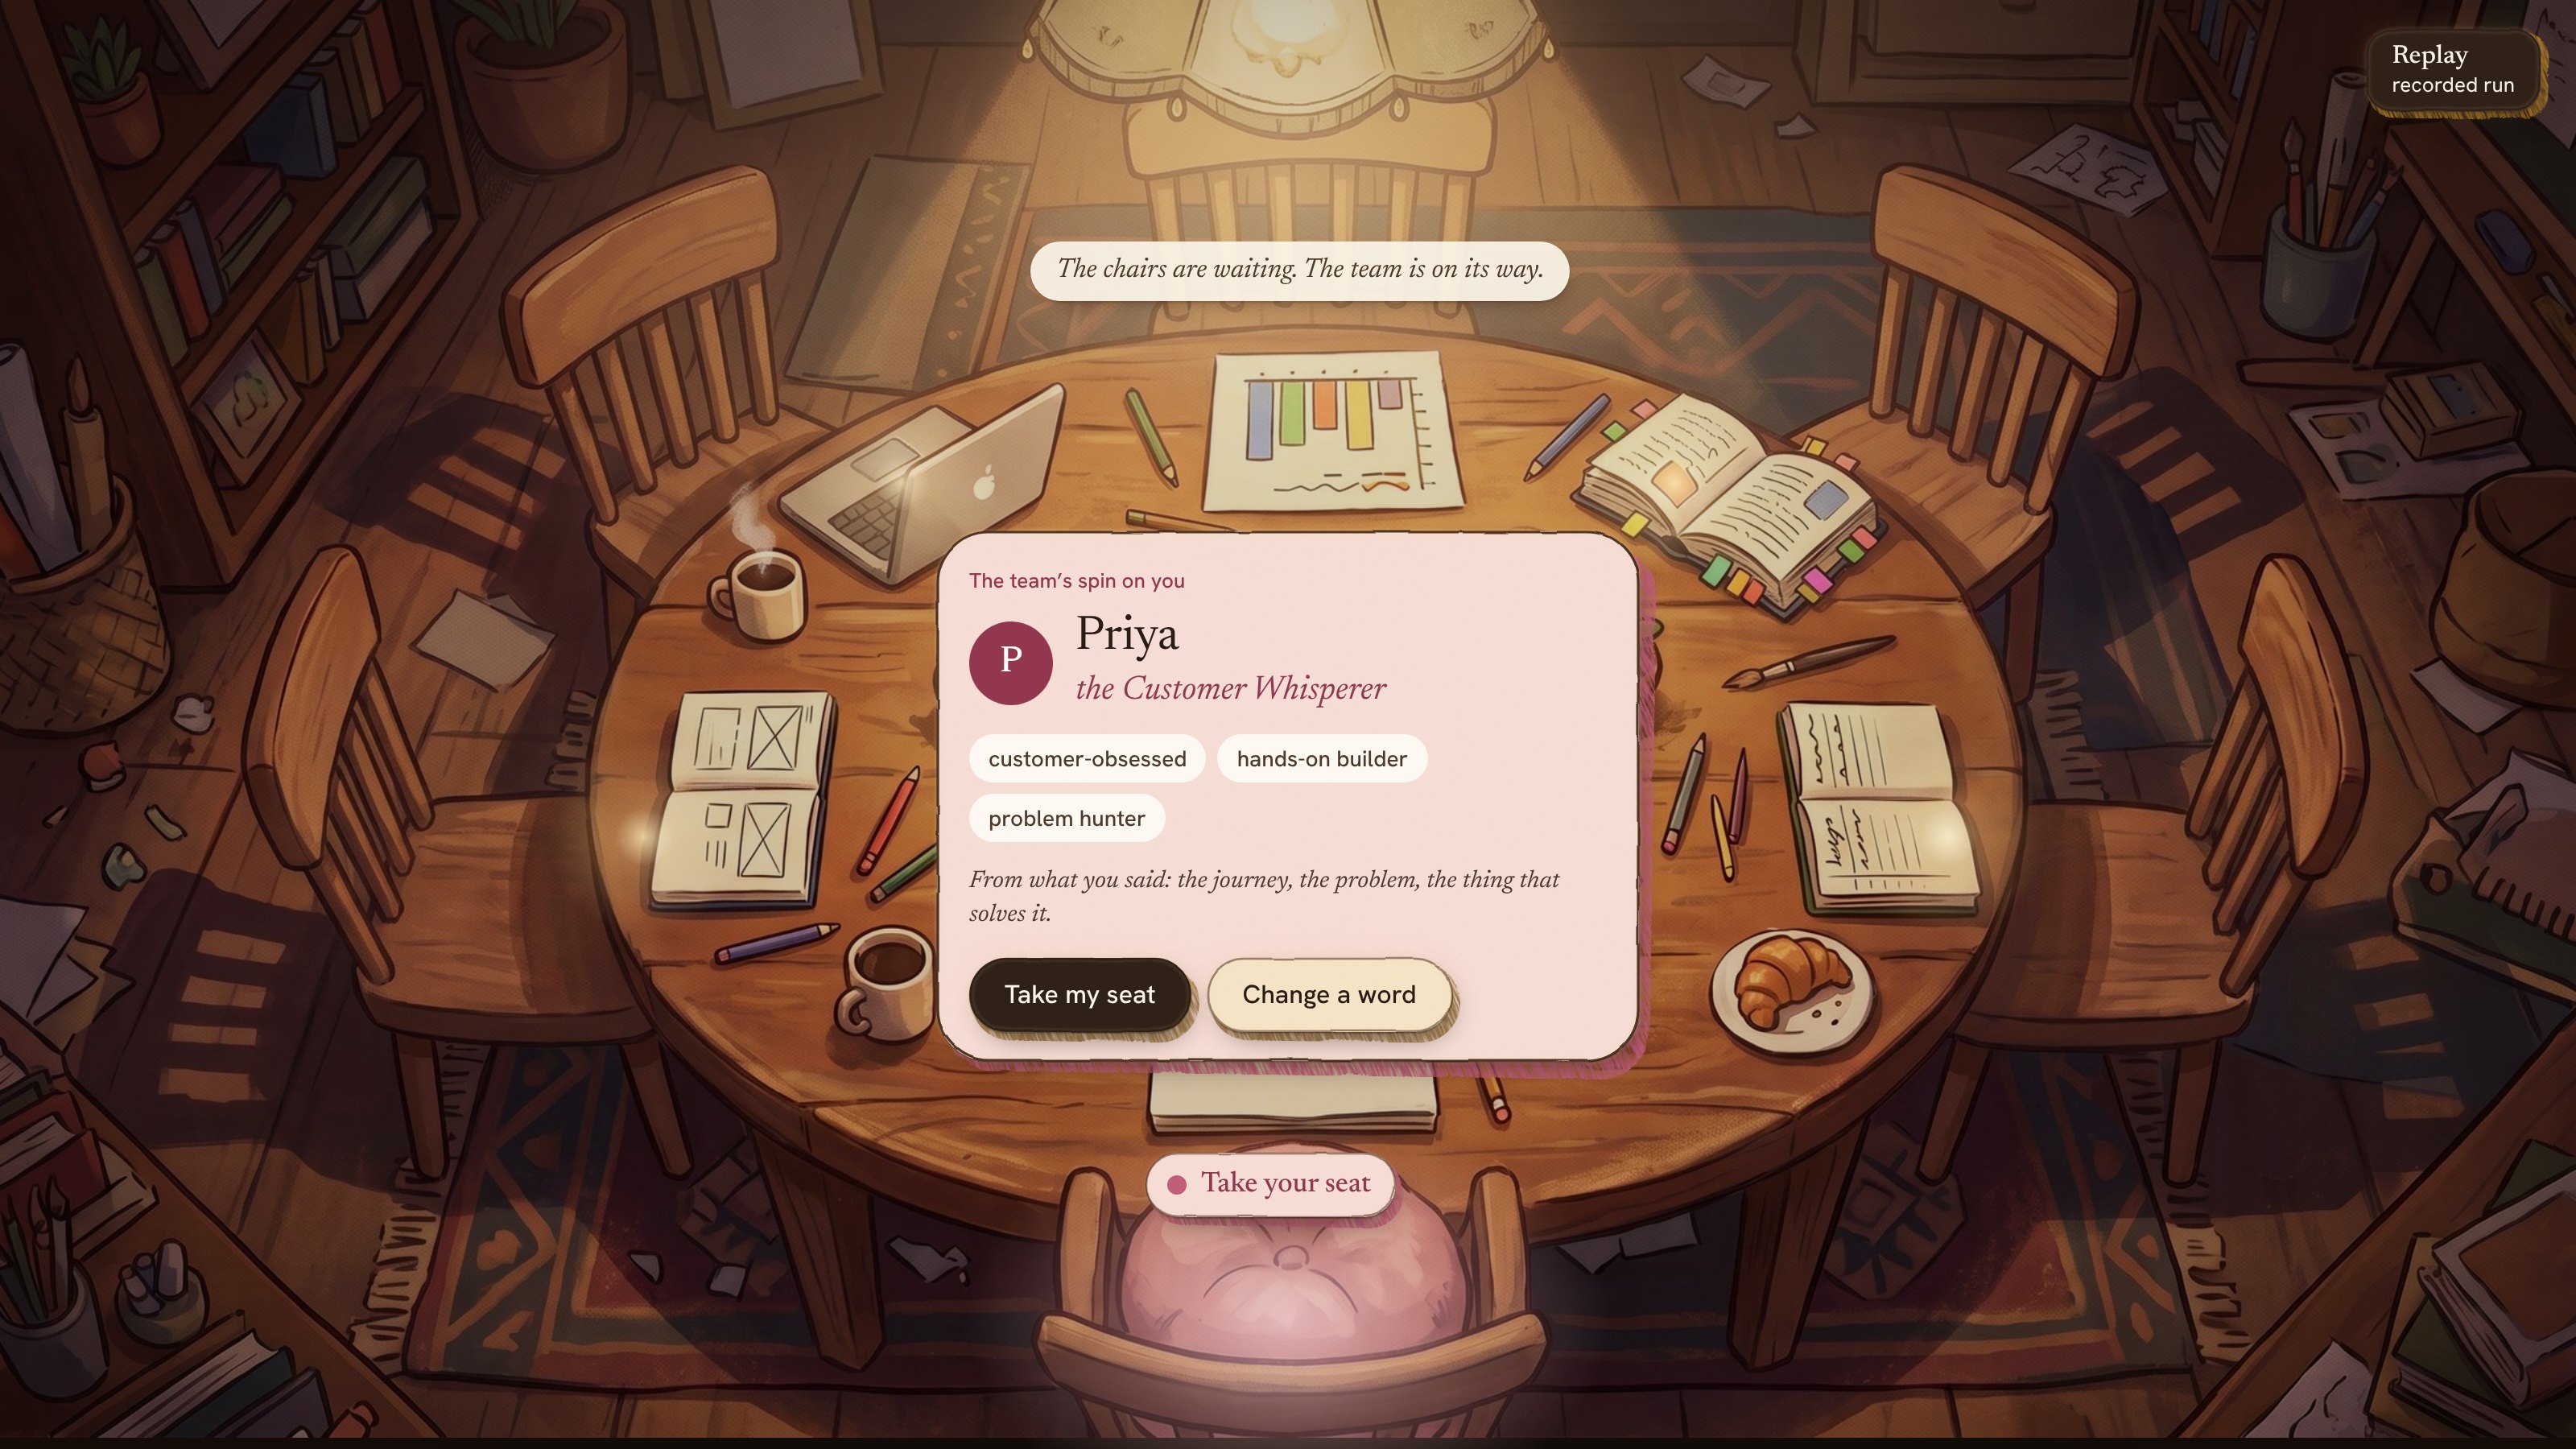 Replay
recorded run
The chairs are waiting. The team is on its way.
The team’s spin on you
P
Priya
the Customer Whisperer
customer-obsessed
hands-on builder
problem hunter
From what you said: the journey, the problem, the thing that
solves it.
Take my seat
Change a word
Take your seat